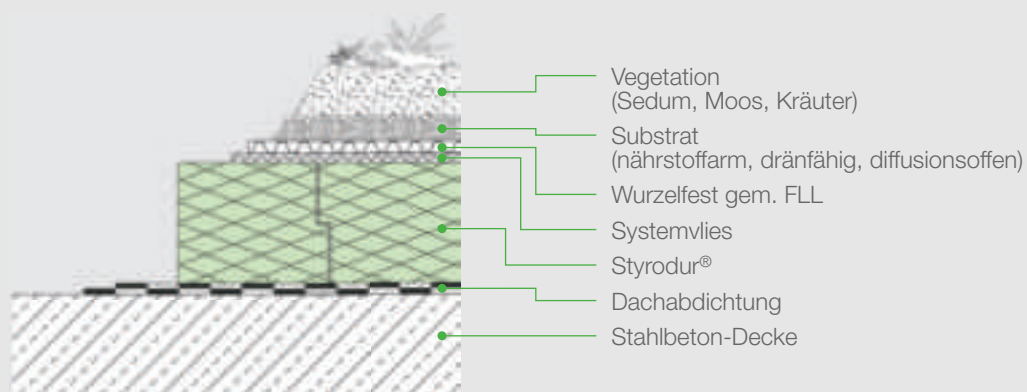 Vegetation
(Sedum, Moos, Kräuter)
Substrat
(nährstoffarm, dränfähig, diffusionsoffen)
Wurzelfest gem. FLL
Systemvlies
Styrodur®
Dachabdichtung
Stahlbeton-Decke